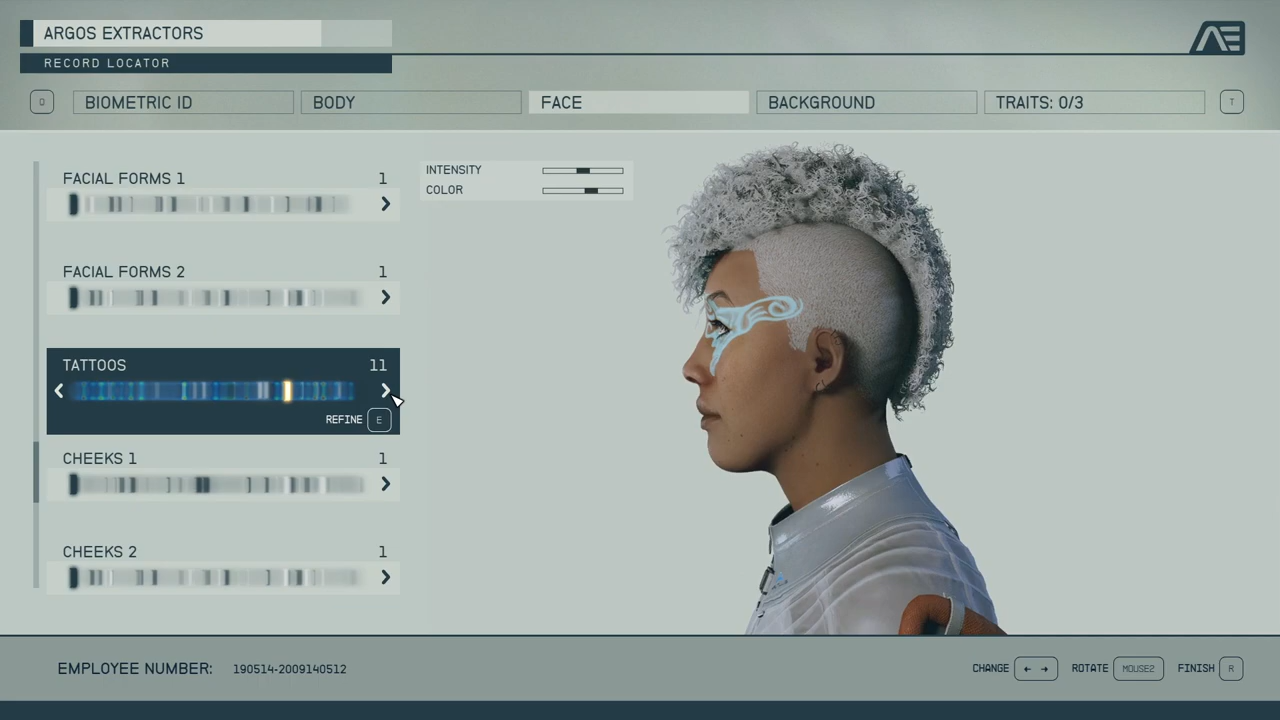 ARGOS EXTRACTORS
AE
RECORD LOCATOR
Q BIOMETRIC ID BODY FACE BACKGROUND TRAITS: 0/3 T
FACIAL FORMS 1 1
FACIAL FORMS 2 1
TATTOOS 11
REFINE E
CHEEKS 1 1
CHEEKS 2 1
INTENSITY
COLOR
EMPLOYEE NUMBER: 190514-2009140512
CHANGE ROTATE MOUSE2 FINISH R